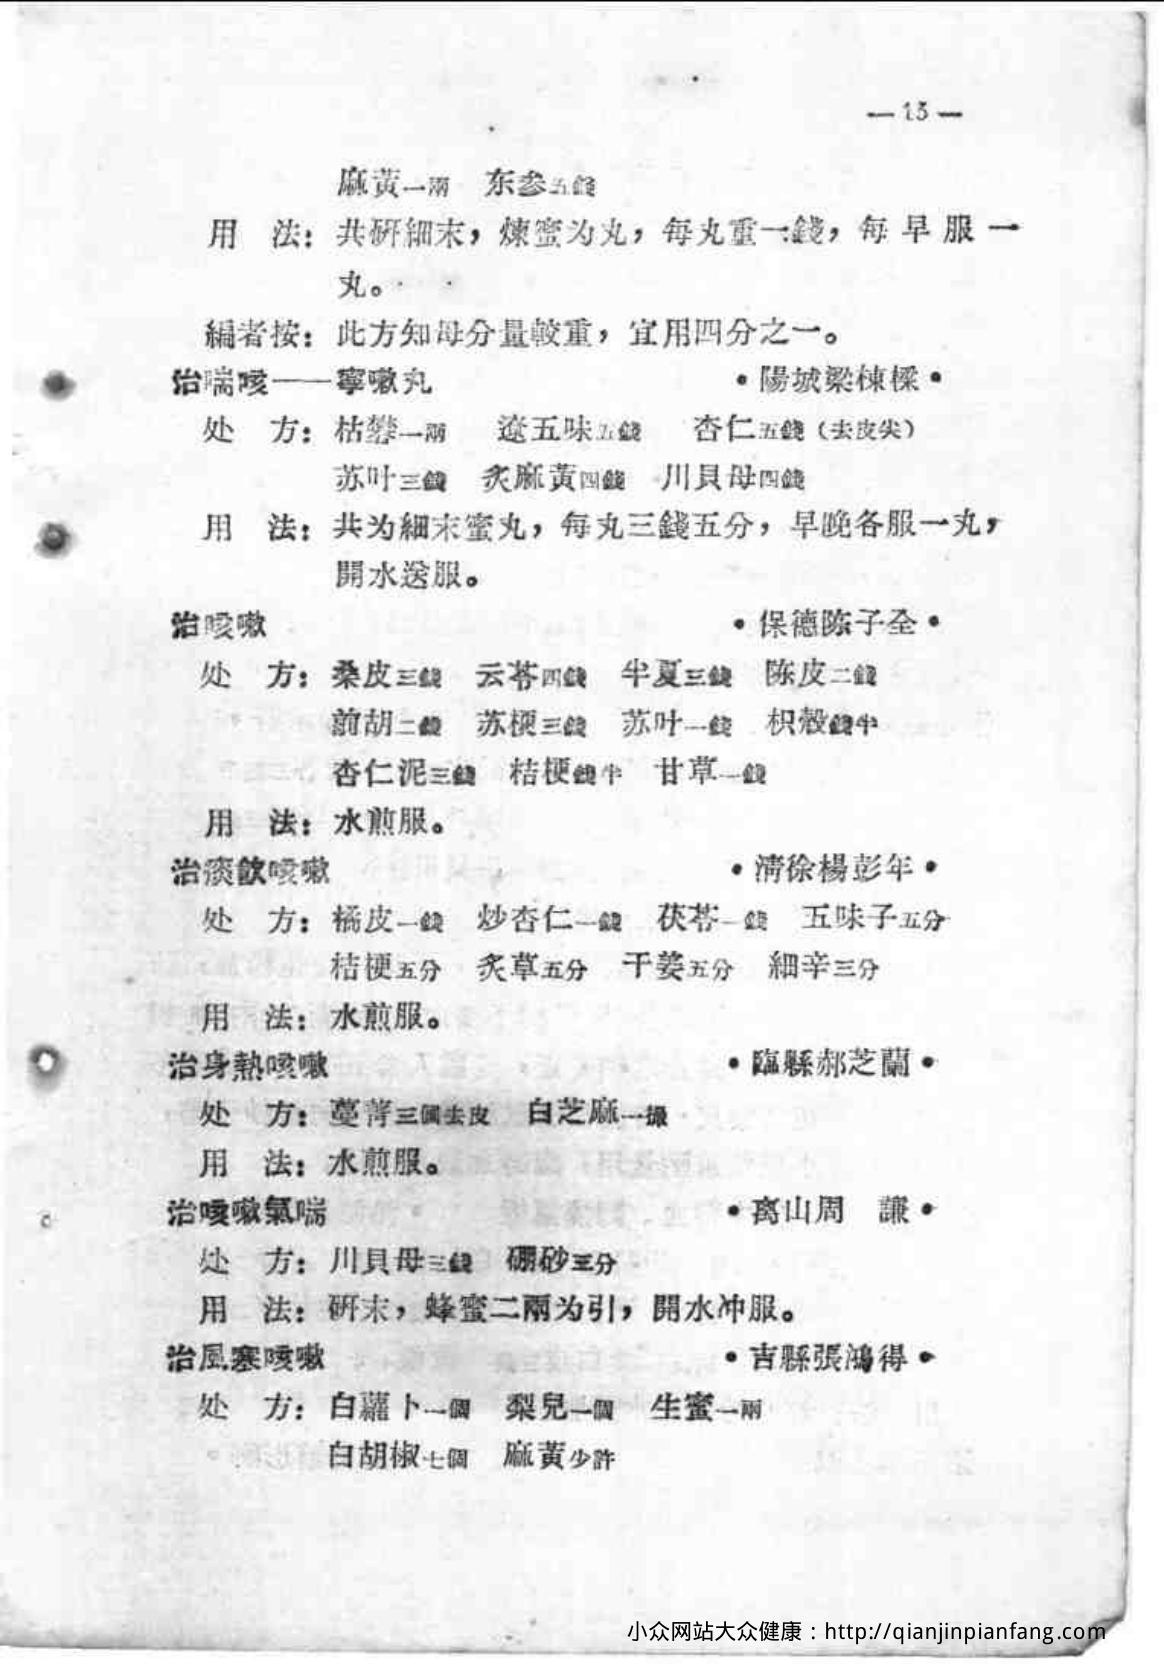 — 15 —
麻黃一兩 东参五錢
用 法：共研細末，煉蜜为丸，每丸重一錢，每早服一
丸。
編者按：此方知母分量較重，宜用四分之一。
治喘咳——寧嗽丸 •陽城梁棟樑•
处 方：枯礬一兩 遼五味五錢 杏仁五錢（去皮尖）
苏叶三錢 炙麻黃四錢 川貝母四錢
用 法：共为細末蜜丸，每丸三錢五分，早晚各服一丸，
開水送服。
治咳嗽 •保德陈子全•
处 方：桑皮三錢 云苓四錢 半夏三錢 陈皮二錢
前胡二錢 苏梗三錢 苏叶一錢 枳殼錢半
杏仁泥三錢 桔梗錢半 甘草一錢
用 法：水煎服。
治痰飲咳嗽 •清徐楊彭年•
处 方：橘皮一錢 炒杏仁一錢 茯苓一錢 五味子五分
桔梗五分 炙草五分 干姜五分 細辛三分
用 法：水煎服。
治身熱咳嗽 •臨縣郝芝蘭•
处 方：蔓菁三個去皮 白芝麻一撮
用 法：水煎服。
治咳嗽氣喘 •离山周 謙•
处 方：川貝母三錢 硼砂三分
用 法：研末，蜂蜜二兩为引，開水冲服。
治風寒咳嗽 •吉縣張鴻得•
处 方：白蘿卜一個 梨兒一個 生蜜一兩
白胡椒七個 麻黃少許
小众网站大众健康：http://qianjinpianfang.com